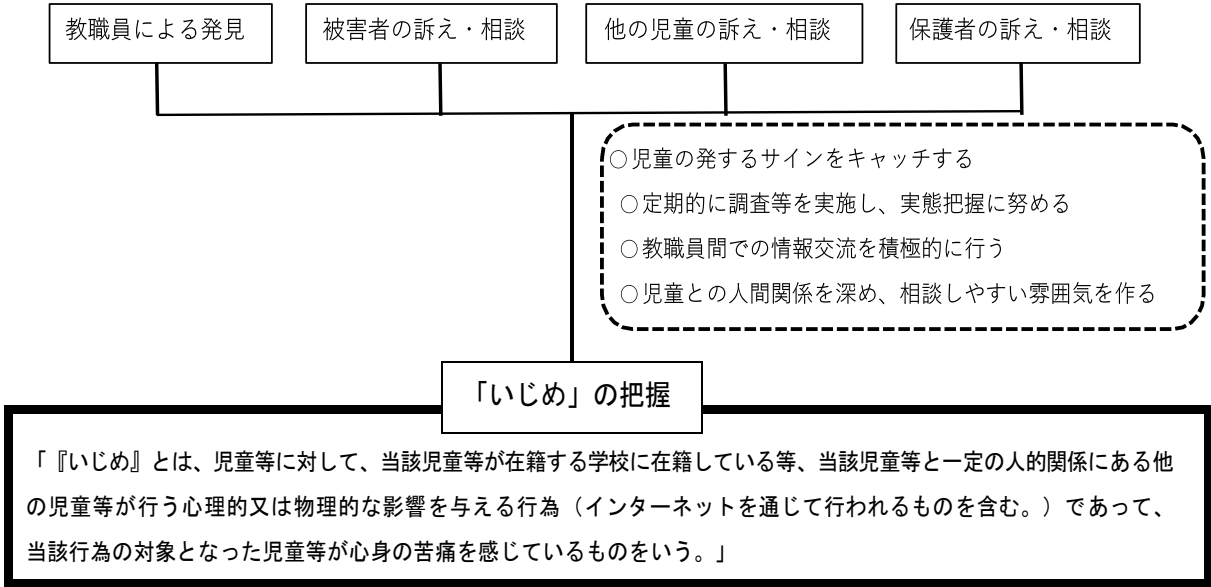 教職員による発見
被害者の訴え・相談
他の児童の訴え・相談
保護者の訴え・相談
○児童の発するサインをキャッチする
○定期的に調査等を実施し、実態把握に努める
○教職員間での情報交流を積極的に行う
○児童との人間関係を深め、相談しやすい雰囲気を作る
「いじめ」の把握
「『いじめ』とは、児童等に対して、当該児童等が在籍する学校に在籍している等、当該児童等と一定の人的関係にある他
の児童等が行う心理的又は物理的な影響を与える行為（インターネットを通じて行われるものを含む。）であって、
当該行為の対象となった児童等が心身の苦痛を感じているものをいう。」